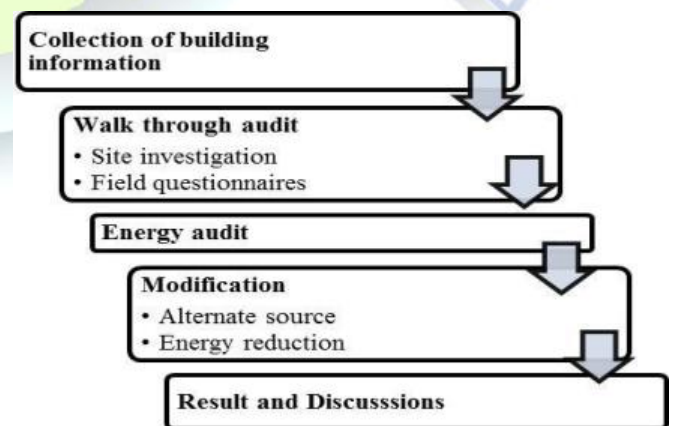 Collection of building
information
Walk through audit
• Site investigation
• Field questionnaires
Energy audit
Modification
• Alternate source
• Energy reduction
Result and Discusssions